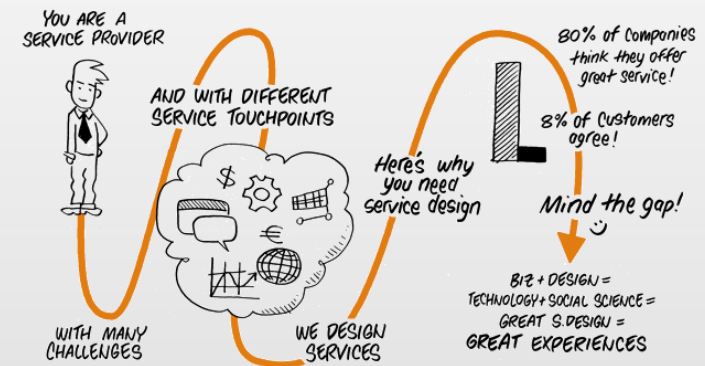 YOU ARE A
SERVICE PROVIDER
WITH MANY
CHALLENGES
AND WITH DIFFERENT
SERVICE TOUCHPOINTS
$
€
WE DESIGN
SERVICES
Here's why
you need
service design
80% of Companies
think they offer
great service!
8% of Customers
agree!
Mind the gap!
BIZ + DESIGN =
TECHNOLOGY + SOCIAL SCIENCE =
GREAT S.DESIGN =
GREAT EXPERIENCES